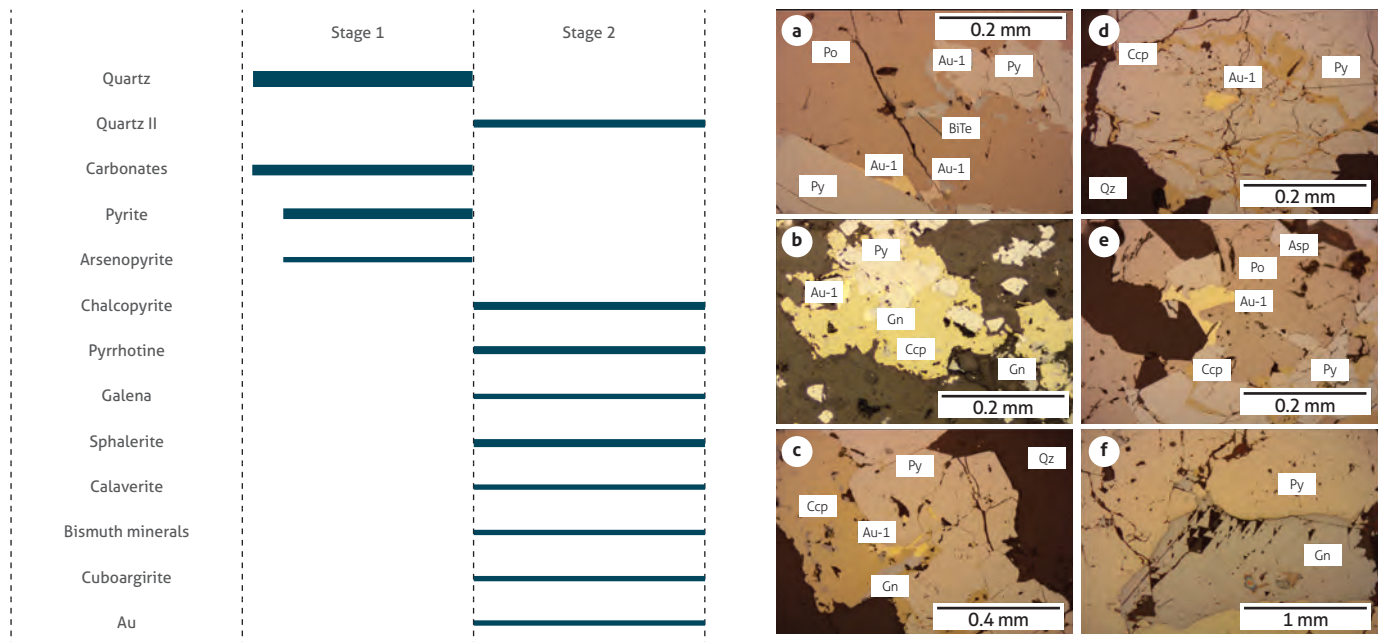 Stage 1
Stage 2
Quartz
Quartz II
Carbonates
Pyrite
Arsenopyrite
Chalcopyrite
Pyrrhotine
Galena
Sphalerite
Calaverite
Bismuth minerals
Cuboargirite
Au
a
0.2 mm
Po
Au-1
Py
BiTe
Au-1
Au-1
Py
b
Py
Au-1
Gn
Ccp
Gn
0.2 mm
c
Py
Qz
Ccp
Au-1
Gn
0.4 mm
d
Ccp
Au-1
Py
Qz
0.2 mm
e
Asp
Po
Au-1
Ccp
Py
0.2 mm
f
Py
Gn
1 mm